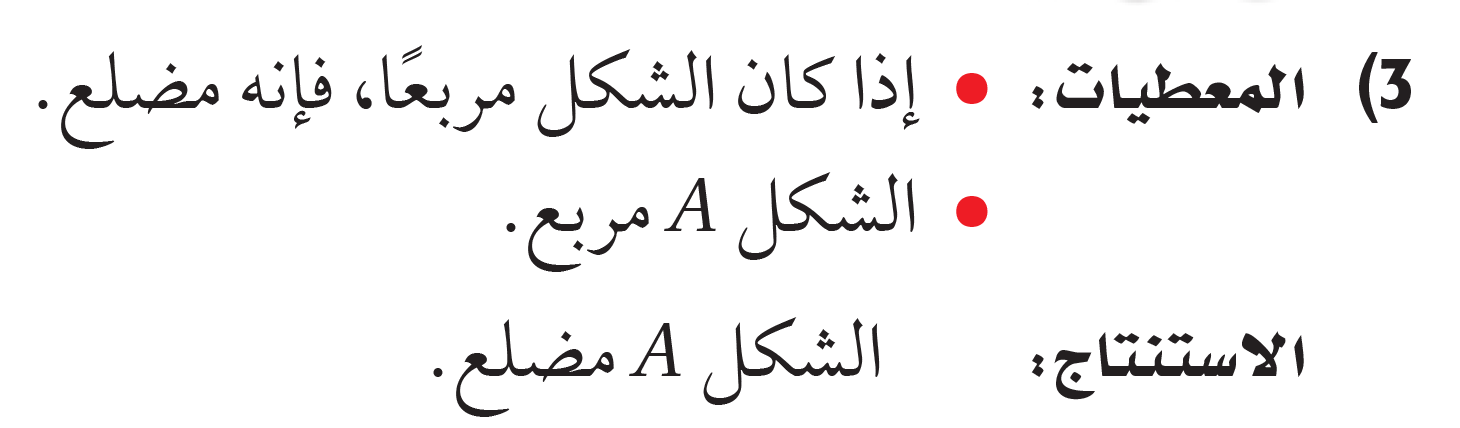 3) المعطيات: • إذا كان الشكل مربعًا، فإنه مضلع.
• الشكل A مربع.
الاستنتاج: الشكل A مضلع.